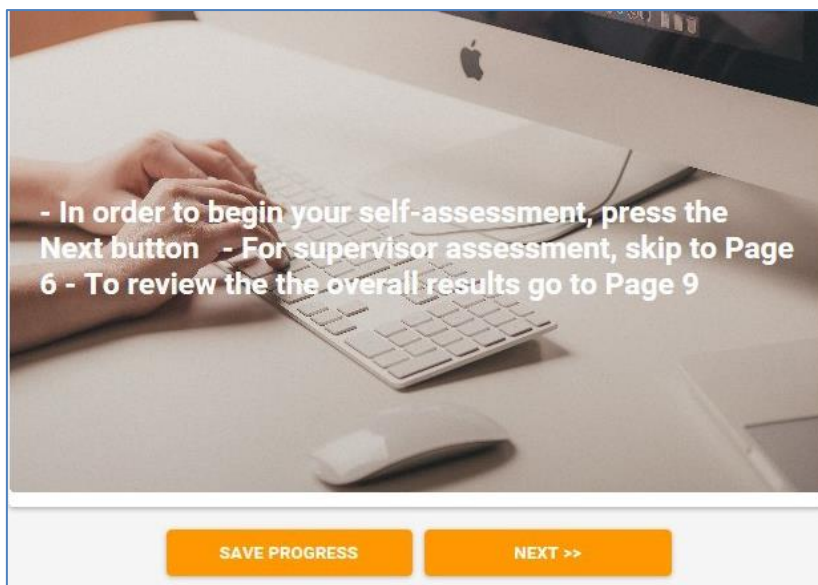 - In order to begin your self-assessment, press the
Next button - For supervisor assessment, skip to Page
6 - To review the the overall results go to Page 9
SAVE PROGRESS
NEXT >>